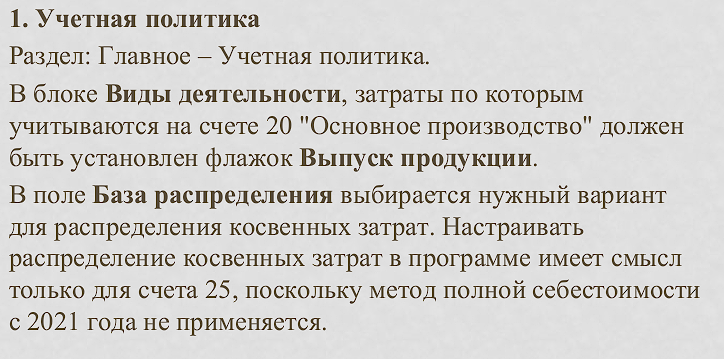 1. Учетная политика
Раздел: Главное – Учетная политика.
В блоке Виды деятельности, затраты по которым
учитываются на счете 20 "Основное производство" должен
быть установлен флажок Выпуск продукции.
В поле База распределения выбирается нужный вариант
для распределения косвенных затрат. Настраивать
распределение косвенных затрат в программе имеет смысл
только для счета 25, поскольку метод полной себестоимости
с 2021 года не применяется.